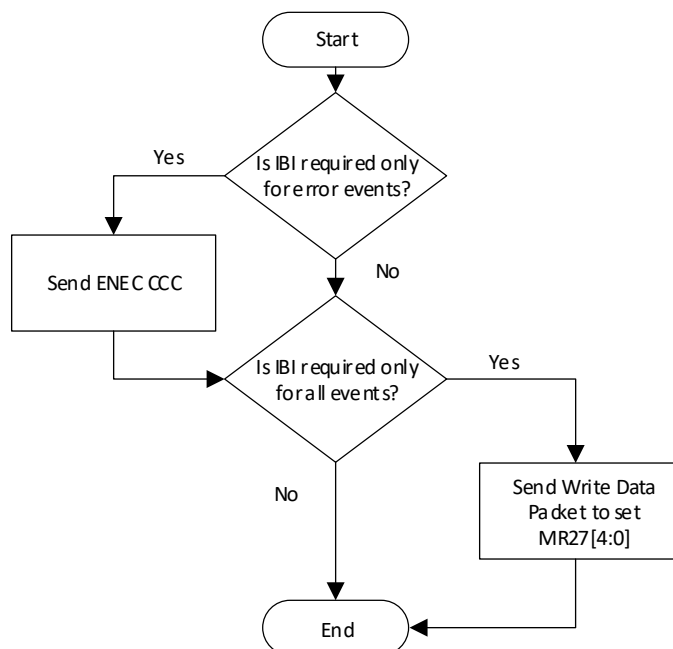 Start
Is IBI required only
for error events?
Yes
Send ENEC CCC
No
Is IBI required only
for all events?
Yes
No
Send Write Data
Packet to set
MR27[4:0]
End